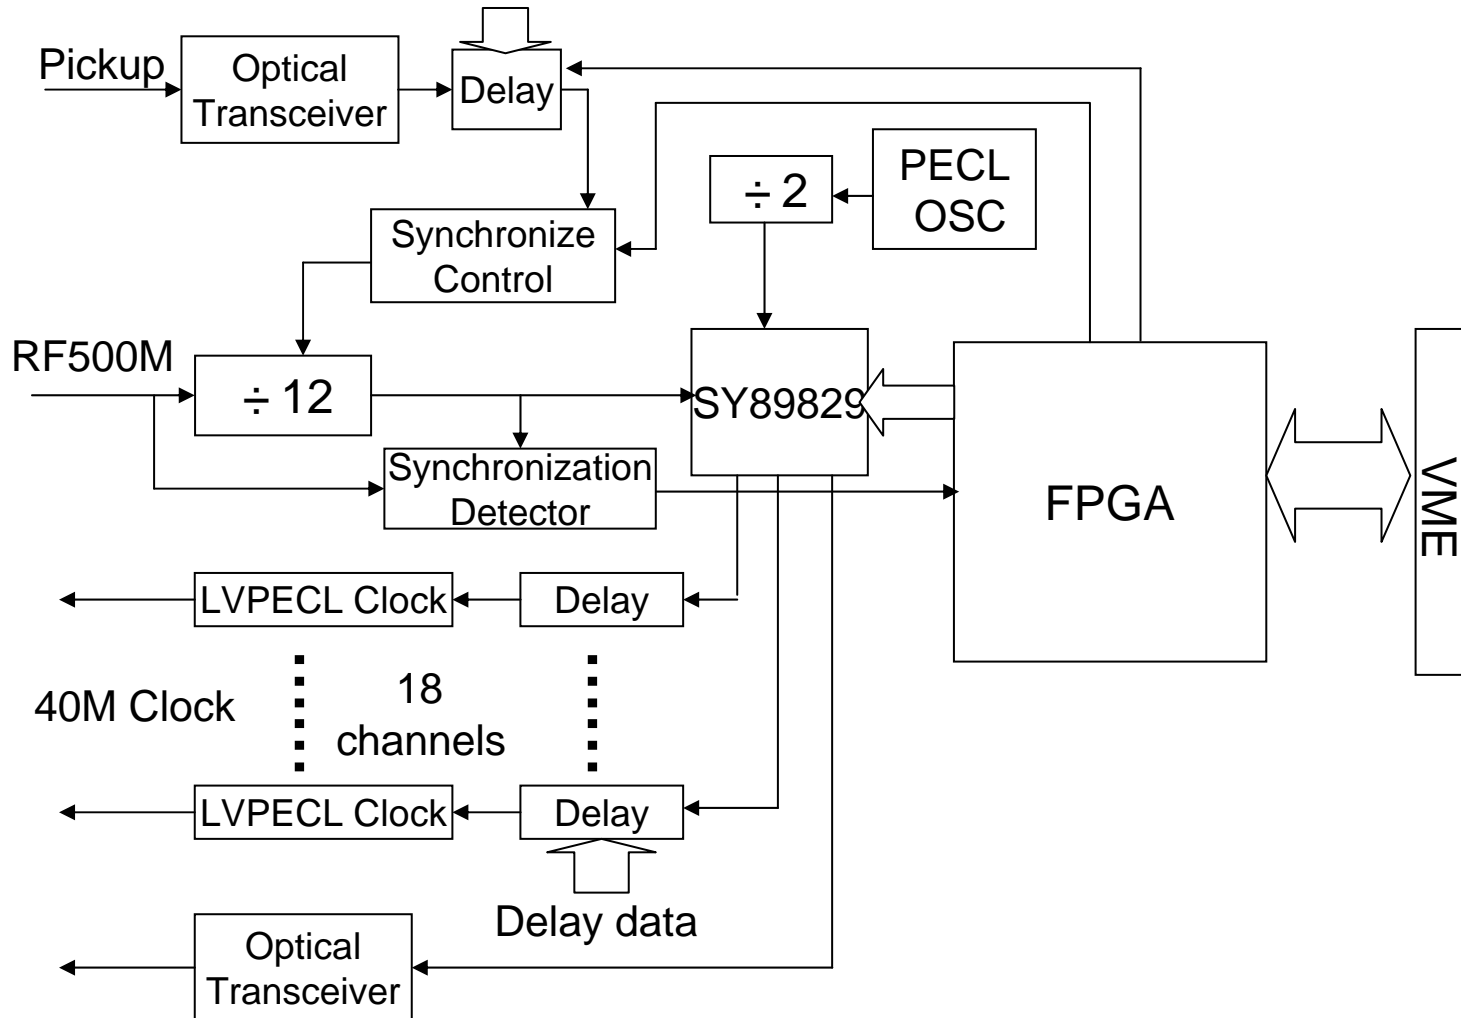 Pickup
Optical
Transceiver
Delay
÷ 2
PECL
OSC
Synchronize
Control
RF500M
÷ 12
SY89829
Synchronization
Detector
FPGA
VME
LVPECL Clock
Delay
40M Clock
18
channels
LVPECL Clock
Delay
Delay data
Optical
Transceiver